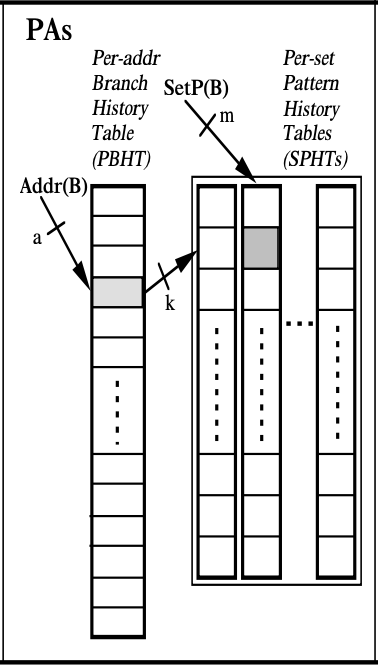 PAs
Per-addr
Branch
History
Table
(PBHT)
SetP(B)
m
Per-set
Pattern
History
Tables
(SPHTs)
Addr(B)
a
k